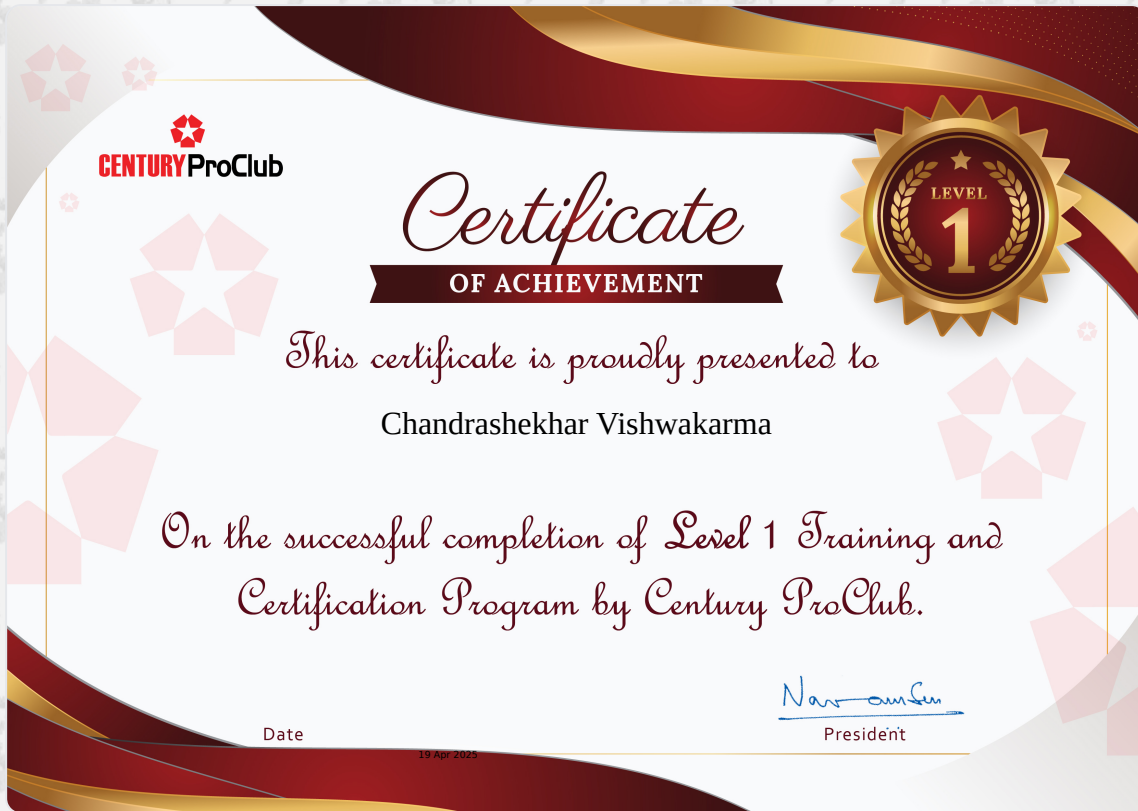 CENTURY ProClub
LEVEL
1
Certificate
OF ACHIEVEMENT
This certificate is proudly presented to
Chandrashekhar Vishwakarma
On the successful completion of Level 1 Training and
Certification Program by Century ProClub.
Date
President
19 Apr 2025